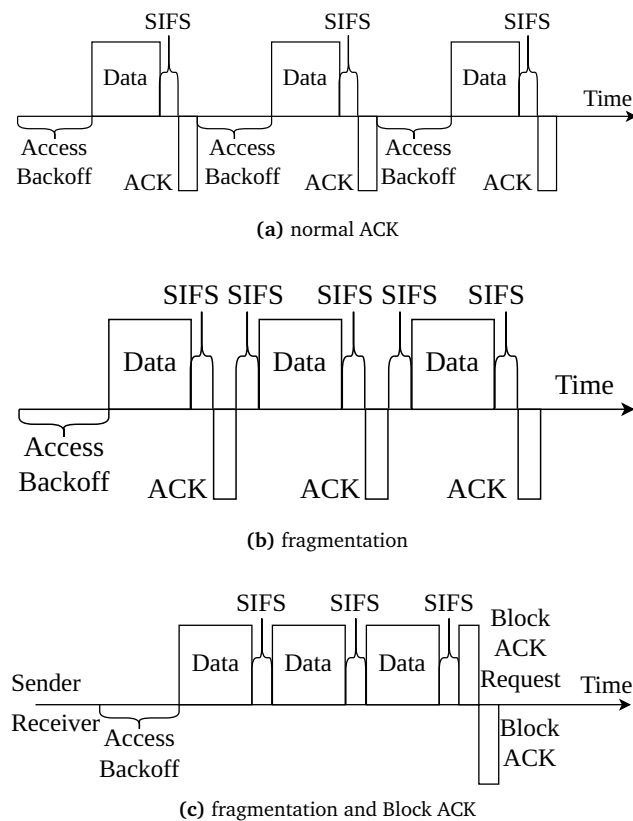 SIFS SIFS SIFS
Data Data Data
Time
Access Access Access
Backoff ACK Backoff ACK Backoff ACK
(a) normal ACK
SIFS SIFS SIFS SIFS SIFS
Data Data Data
Time
Access
Backoff ACK ACK ACK
(b) fragmentation
SIFS SIFS SIFS
Block
ACK
Request
Data Data Data
Sender
Time
Receiver
Access
Backoff
Block
ACK
(c) fragmentation and Block ACK